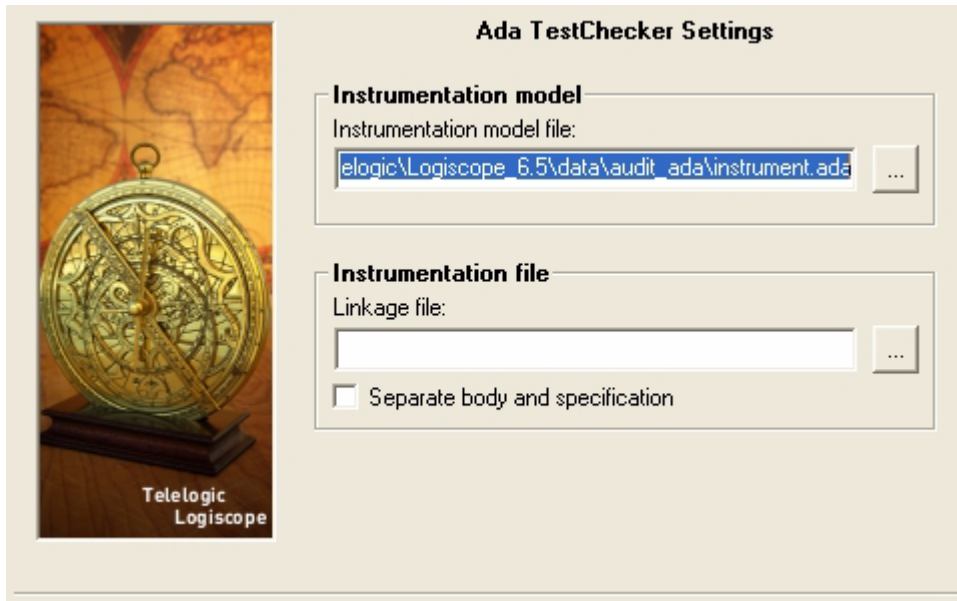 Ada TestChecker Settings
Instrumentation model
Instrumentation model file:
elogic\Logiscope_6.5\data\audit_ada\instrument.ada
...
Instrumentation file
Linkage file:
...
Separate body and specification
Telelogic
Logiscope